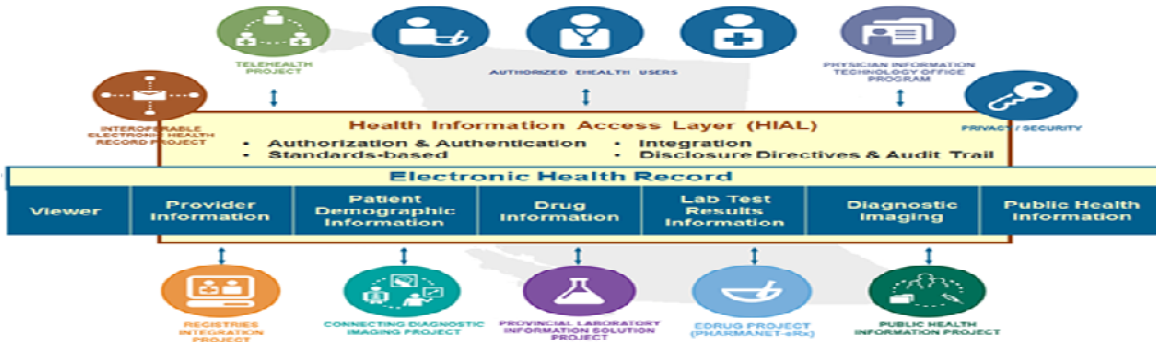 TELEHEALTH
PROJECT
AUTHORIZED EHEALTH USERS
PHYSICIAN INFORMATION
TECHNOLOGY OFFICE
PROGRAM
INTEROPERABLE
ELECTRONIC HEALTH
RECORD PROJECT
PRIVACY / SECURITY
Health Information Access Layer (HIAL)
• Authorization & Authentication
• Standards-based
• Integration
• Disclosure Directives & Audit Trail
Electronic Health Record
Viewer
Provider
Information
Patient
Demographic
Information
Drug
Information
Lab Test
Results
Information
Diagnostic
Imaging
Public Health
Information
REGISTRIES
INTEGRATION
PROJECT
CONNECTING DIAGNOSTIC
IMAGING PROJECT
PROVINCIAL LABORATORY
INFORMATION SOLUTION
PROJECT
EDRUG PROJECT
(PHARMANET-eRx)
PUBLIC HEALTH
INFORMATION PROJECT